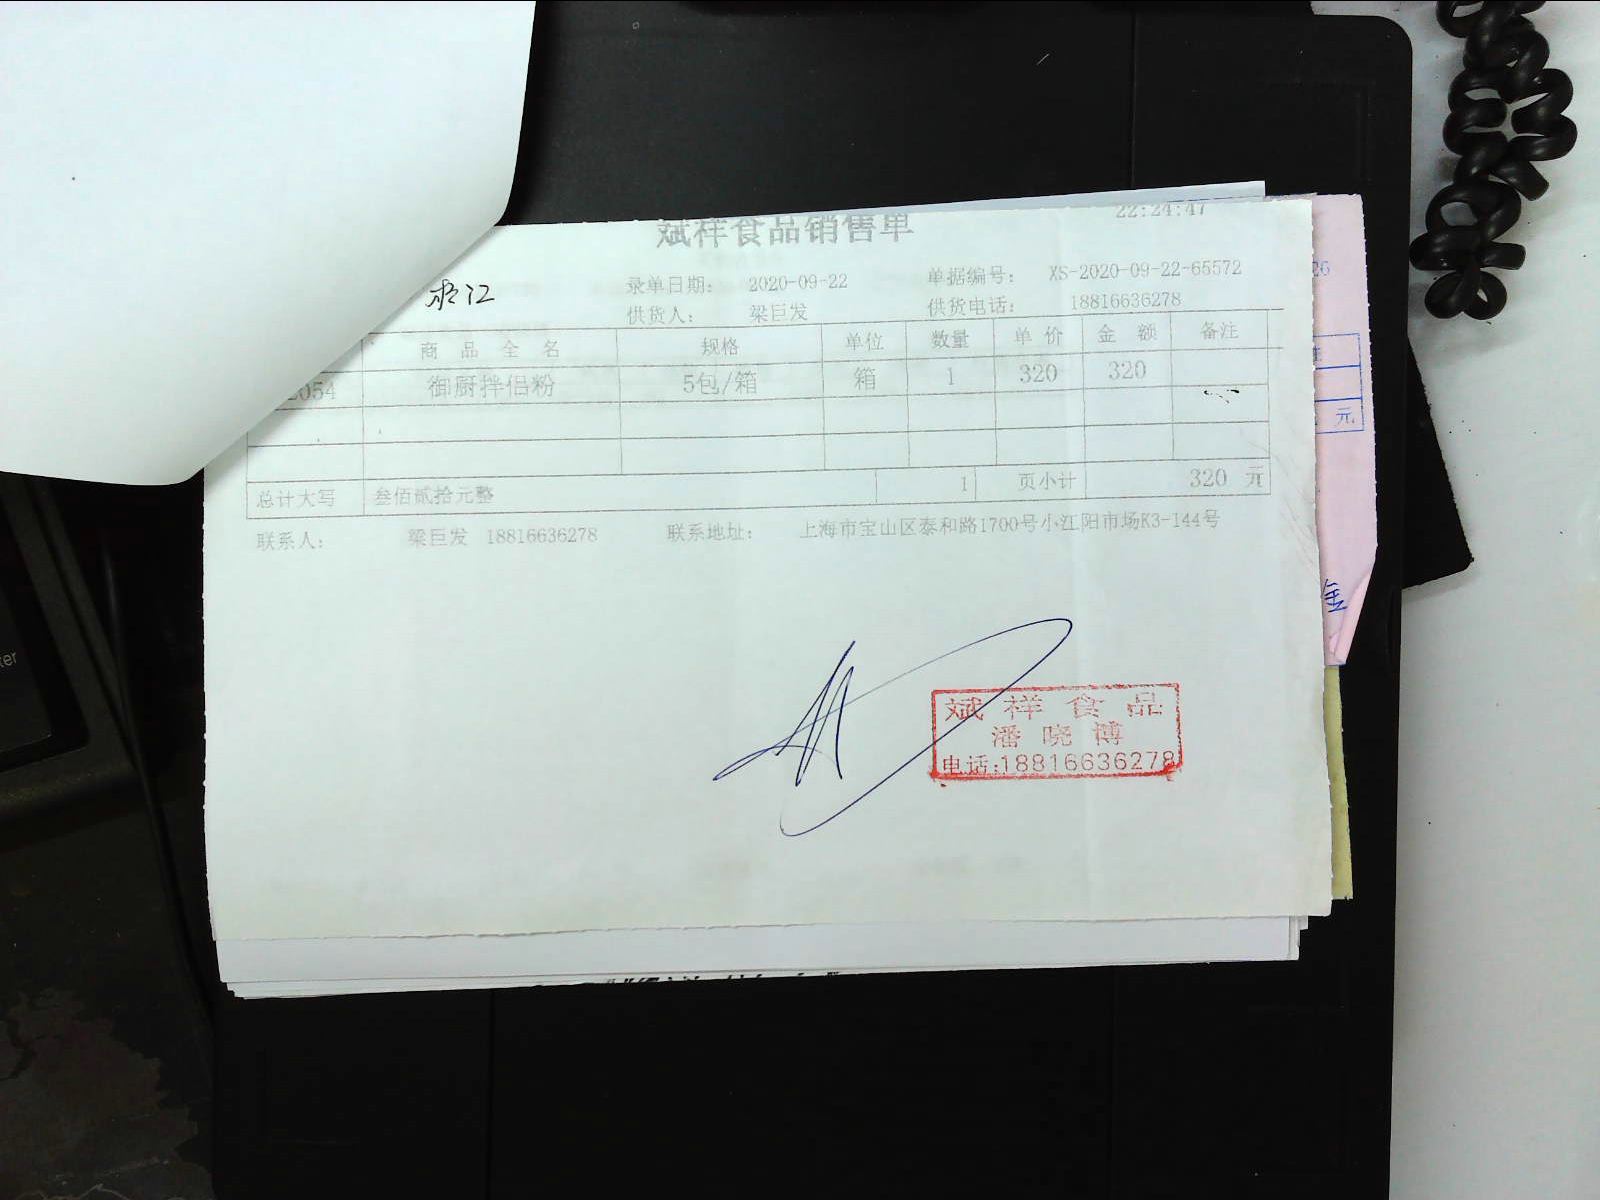 22:24:47
斌祥食品销售单
录单日期： 2020-09-22 单据编号： XS-2020-09-22-65572
供货人： 梁巨发 供货电话： 18816636278
商品全名 规格 单位 数量 单价 金额 备注
054 御厨拌侣粉 5包/箱 箱 1 320 320
总计大写 叁佰贰拾元整 1 页小计 320 元
联系人： 梁巨发 18816636278 联系地址： 上海市宝山区泰和路1700号小江阳市场K3-144号
斌祥食品
潘晓博
电话:18816636278
26
元
金
ter